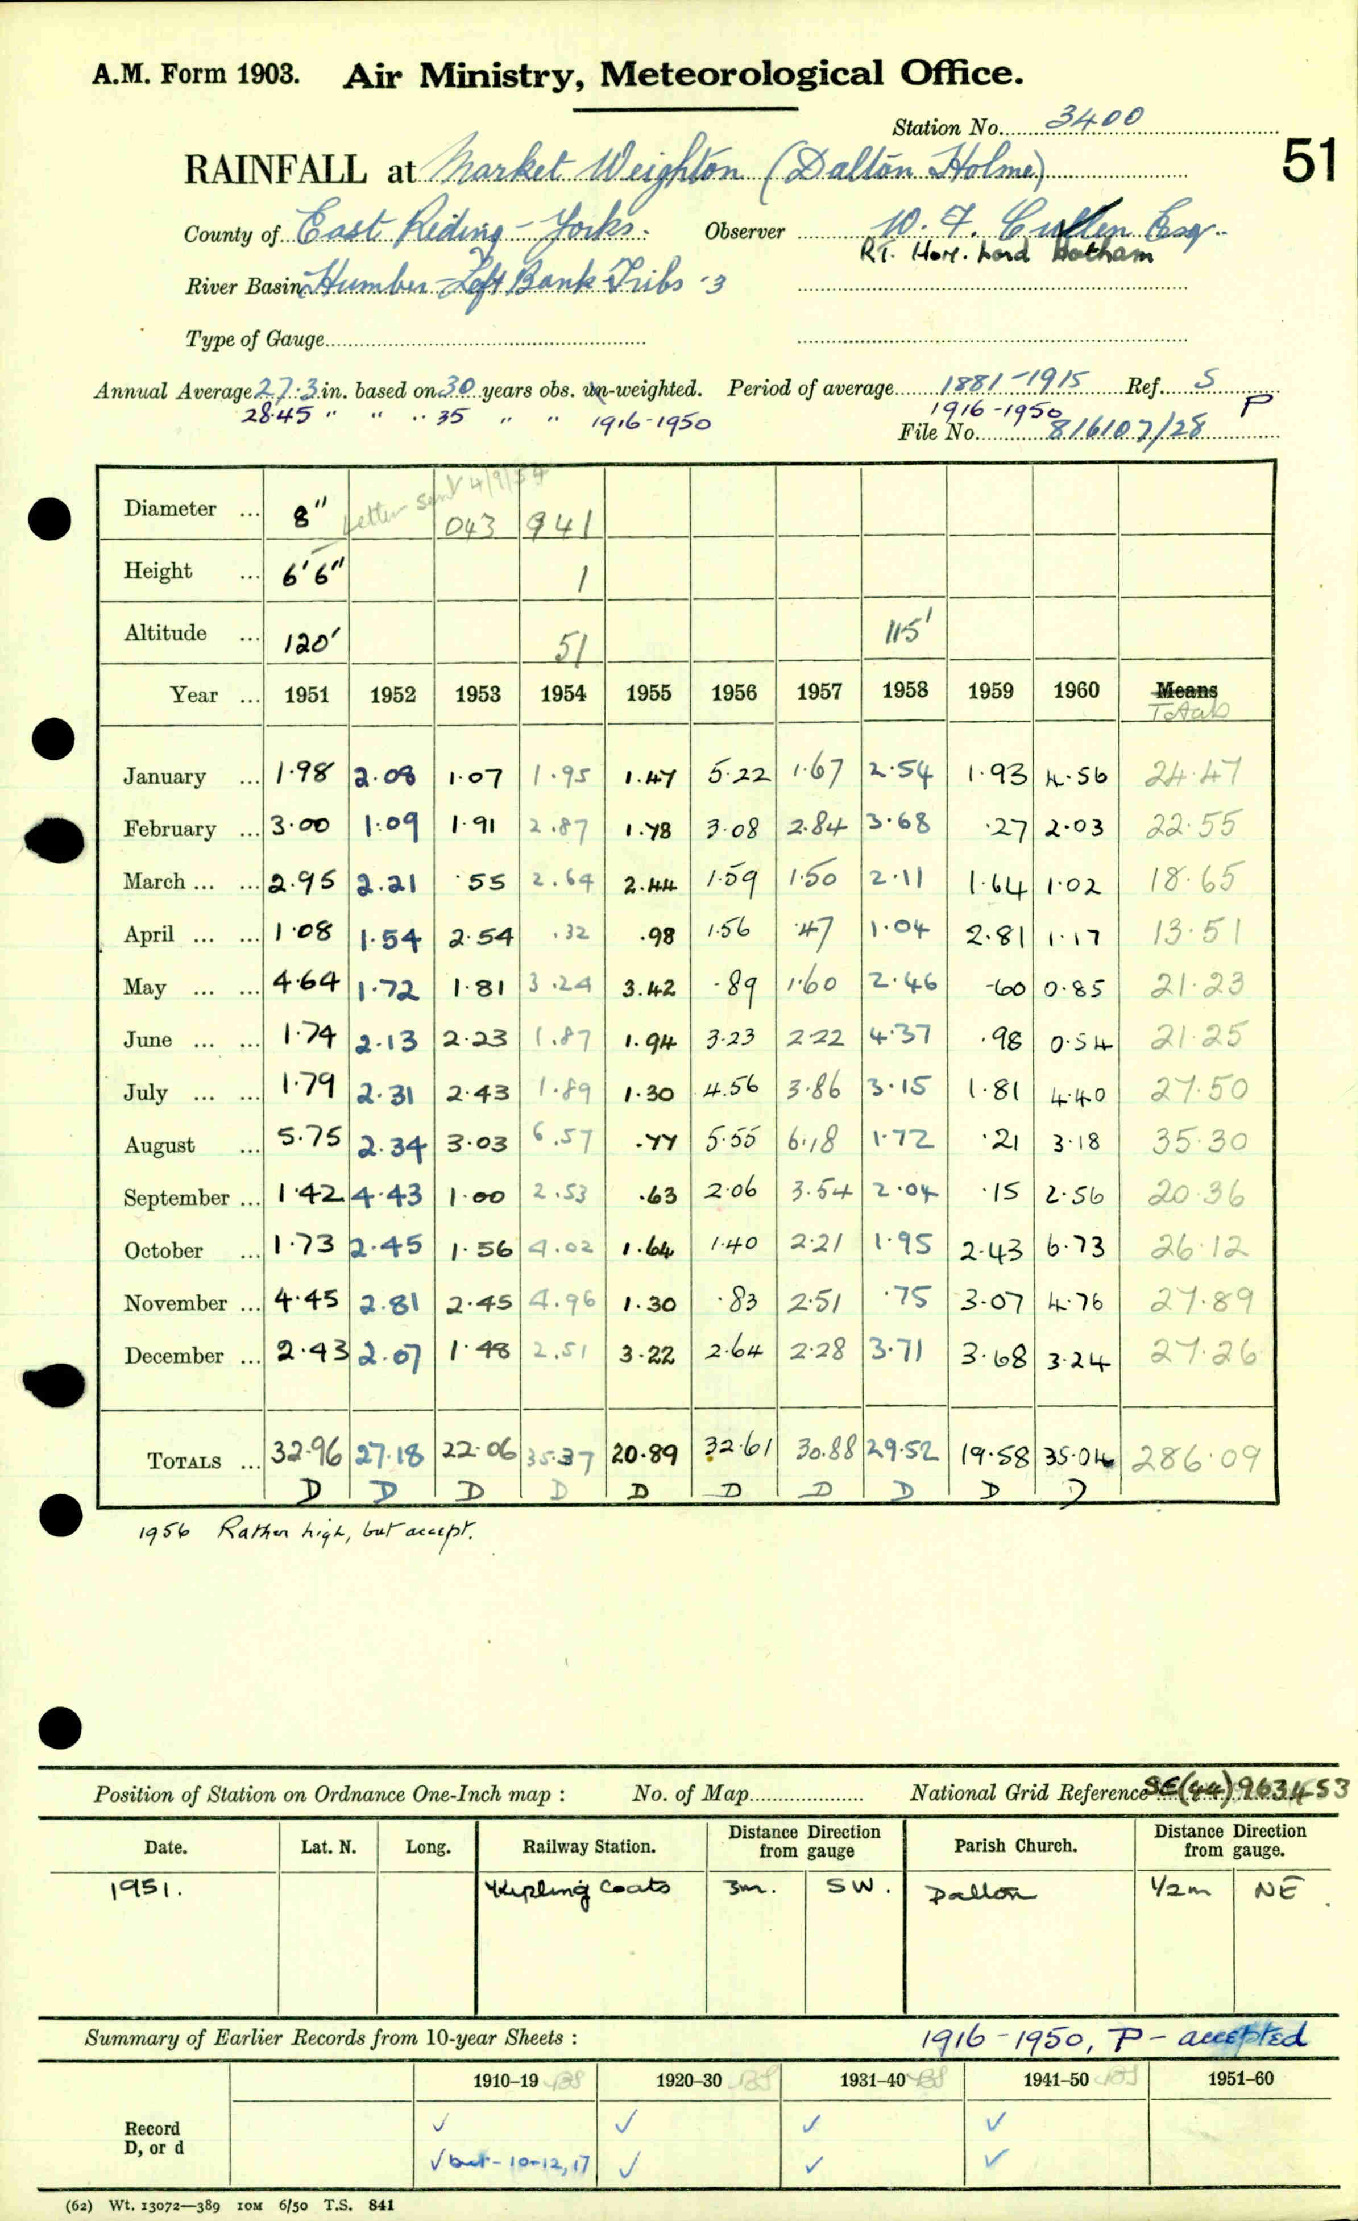 A.M. Form 1903. Air Ministry, Meteorological Office.
Station No. 3400
51
RAINFALL at Market Weighton (Dalton Holme)
County of East Riding - Yorks. Observer W. F. Cullen Esq.
Rt. Hon. Lord Hotham
River Basin Humber Left Bank Tribs -3
Type of Gauge
Annual Average 27.3 in. based on 30 years obs. un-weighted. Period of average 1881-1915 Ref. S
28.45 " " " 35 " " 1916-1950 1916-1950 P
File No. 816107/28
Letter sent 4/9/54
Diameter ... 8" 043 941
Height ... 6'6" 1
Altitude ... 120' 51 115'
Year ... 1951 1952 1953 1954 1955 1956 1957 1958 1959 1960 Means
Totals
January ... 1.98 2.08 1.07 1.95 1.47 5.22 1.67 2.54 1.93 4.56 24.47
February ... 3.00 1.09 1.91 2.87 1.78 3.08 2.84 3.68 .27 2.03 22.55
March ... ... 2.95 2.21 .55 2.64 2.44 1.59 1.50 2.11 1.64 1.02 18.65
April ... ... 1.08 1.54 2.54 .32 .98 1.56 .47 1.04 2.81 1.17 13.51
May ... ... 4.64 1.72 1.81 3.24 3.42 .89 1.60 2.46 .60 0.85 21.23
June ... ... 1.74 2.13 2.23 1.87 1.94 3.23 2.22 4.37 .98 0.54 21.25
July ... ... 1.79 2.31 2.43 1.89 1.30 4.56 3.86 3.15 1.81 4.40 27.50
August ... 5.75 2.34 3.03 6.57 .77 5.55 6.18 1.72 .21 3.18 35.30
September ... 1.42 4.43 1.00 2.53 .63 2.06 3.54 2.04 .15 2.56 20.36
October ... 1.73 2.45 1.56 4.02 1.64 1.40 2.21 1.95 2.43 6.73 26.12
November ... 4.45 2.81 2.45 4.96 1.30 .83 2.51 .75 3.07 4.76 27.89
December ... 2.43 2.07 1.48 2.51 3.22 2.64 2.28 3.71 3.68 3.24 27.26
TOTALS ... 32.96 27.18 22.06 35.37 20.89 32.61 30.88 29.52 19.58 35.04 286.09
D D D D D D D D D D
1956 Rather high, but accept.
Position of Station on Ordnance One-Inch map : No. of Map National Grid Reference SE(44)963453
Date. Lat. N. Long. Railway Station. Distance Direction from gauge Parish Church. Distance Direction from gauge.
1951. Kipling Coats 3m. SW. Dalton 1/2m NE
Summary of Earlier Records from 10-year Sheets : 1916-1950, P - accepted
1910-19 1920-30 1931-40 1941-50 1951-60
Record ✓ ✓ ✓ ✓
D, or d ✓ but - 10-12, 17 ✓ ✓ ✓
(62) Wt. 13072—389 10M 6/50 T.S. 841